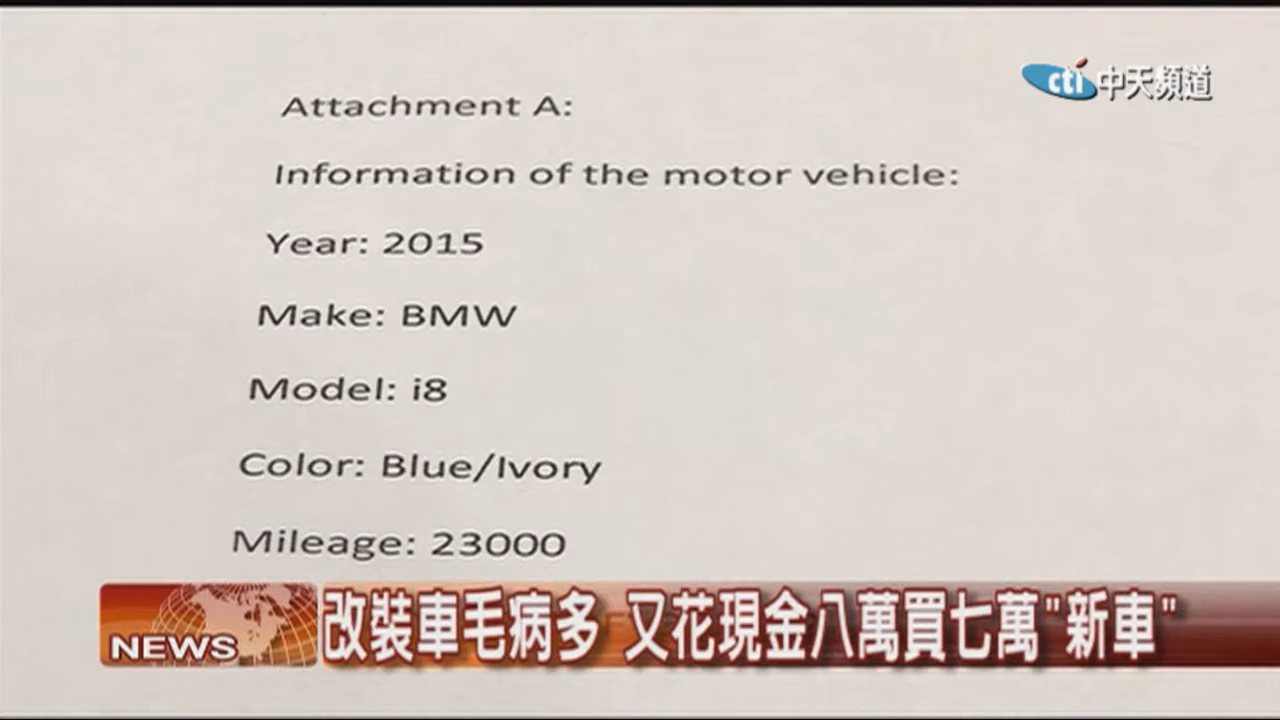 cti中天頻道
Attachment A:
Information of the motor vehicle:
Year: 2015
Make: BMW
Model: i8
Color: Blue/Ivory
Mileage: 23000
NEWS
改裝車毛病多 又花現金八萬買七萬"新車"